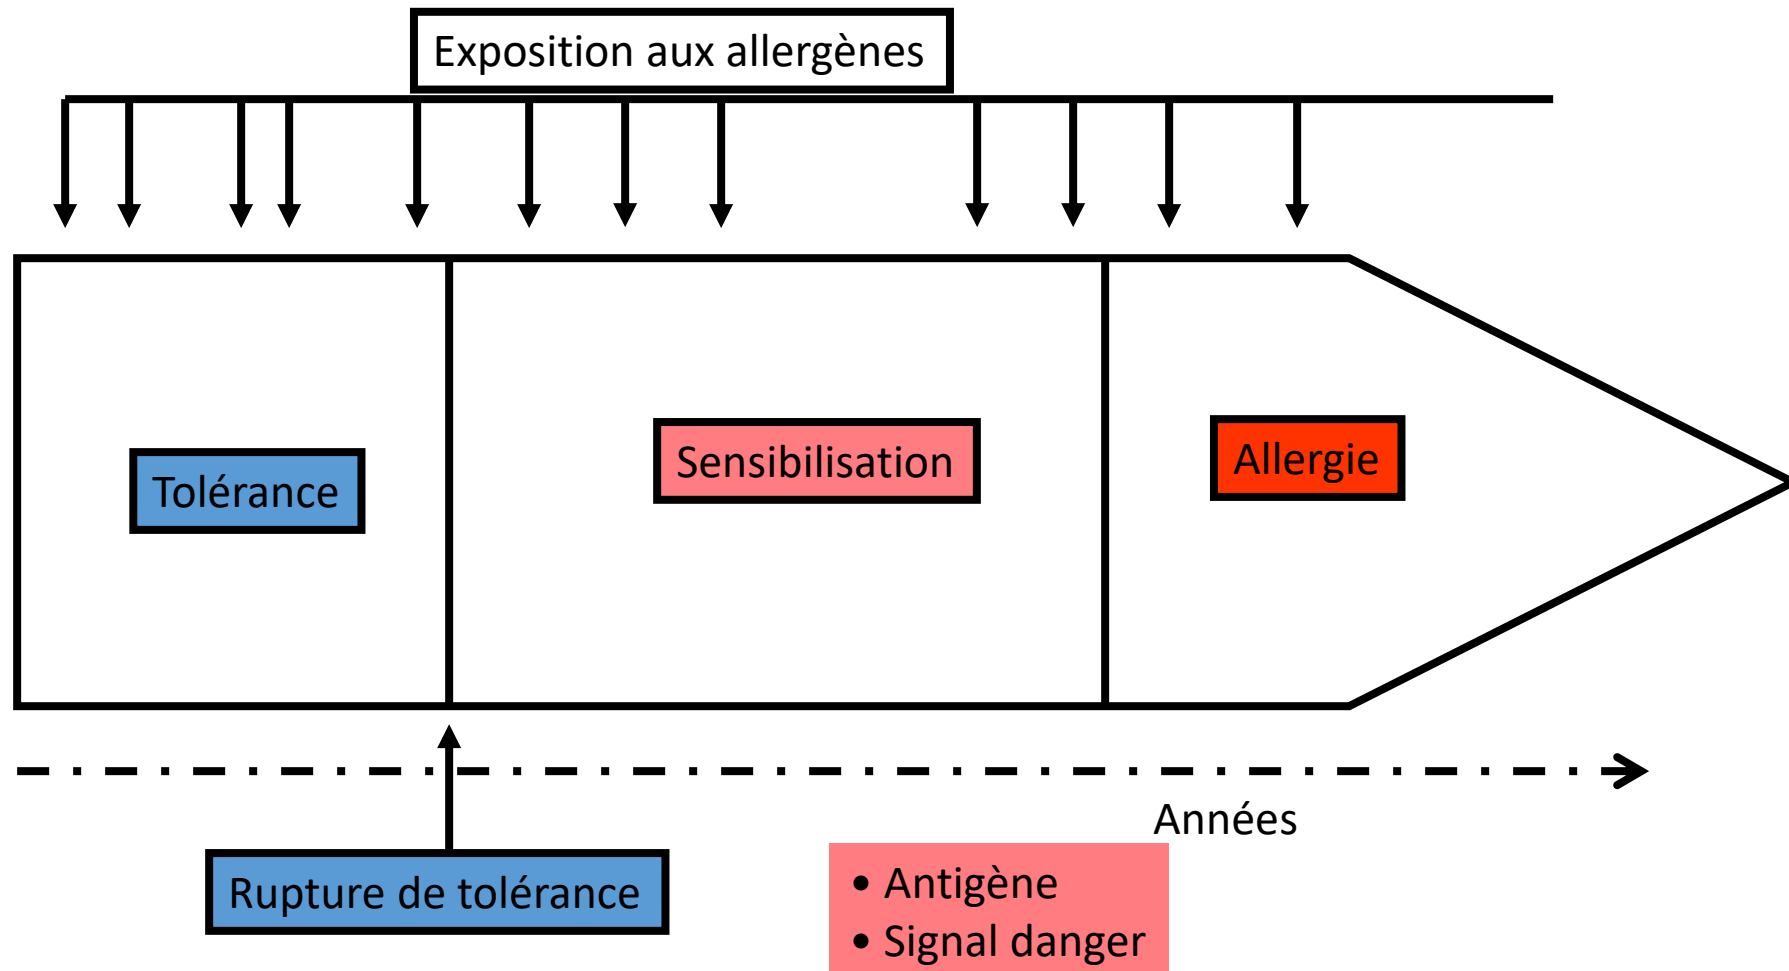 Exposition aux allergènes
Tolérance
Sensibilisation
Allergie
Années
Rupture de tolérance
• Antigène
• Signal danger